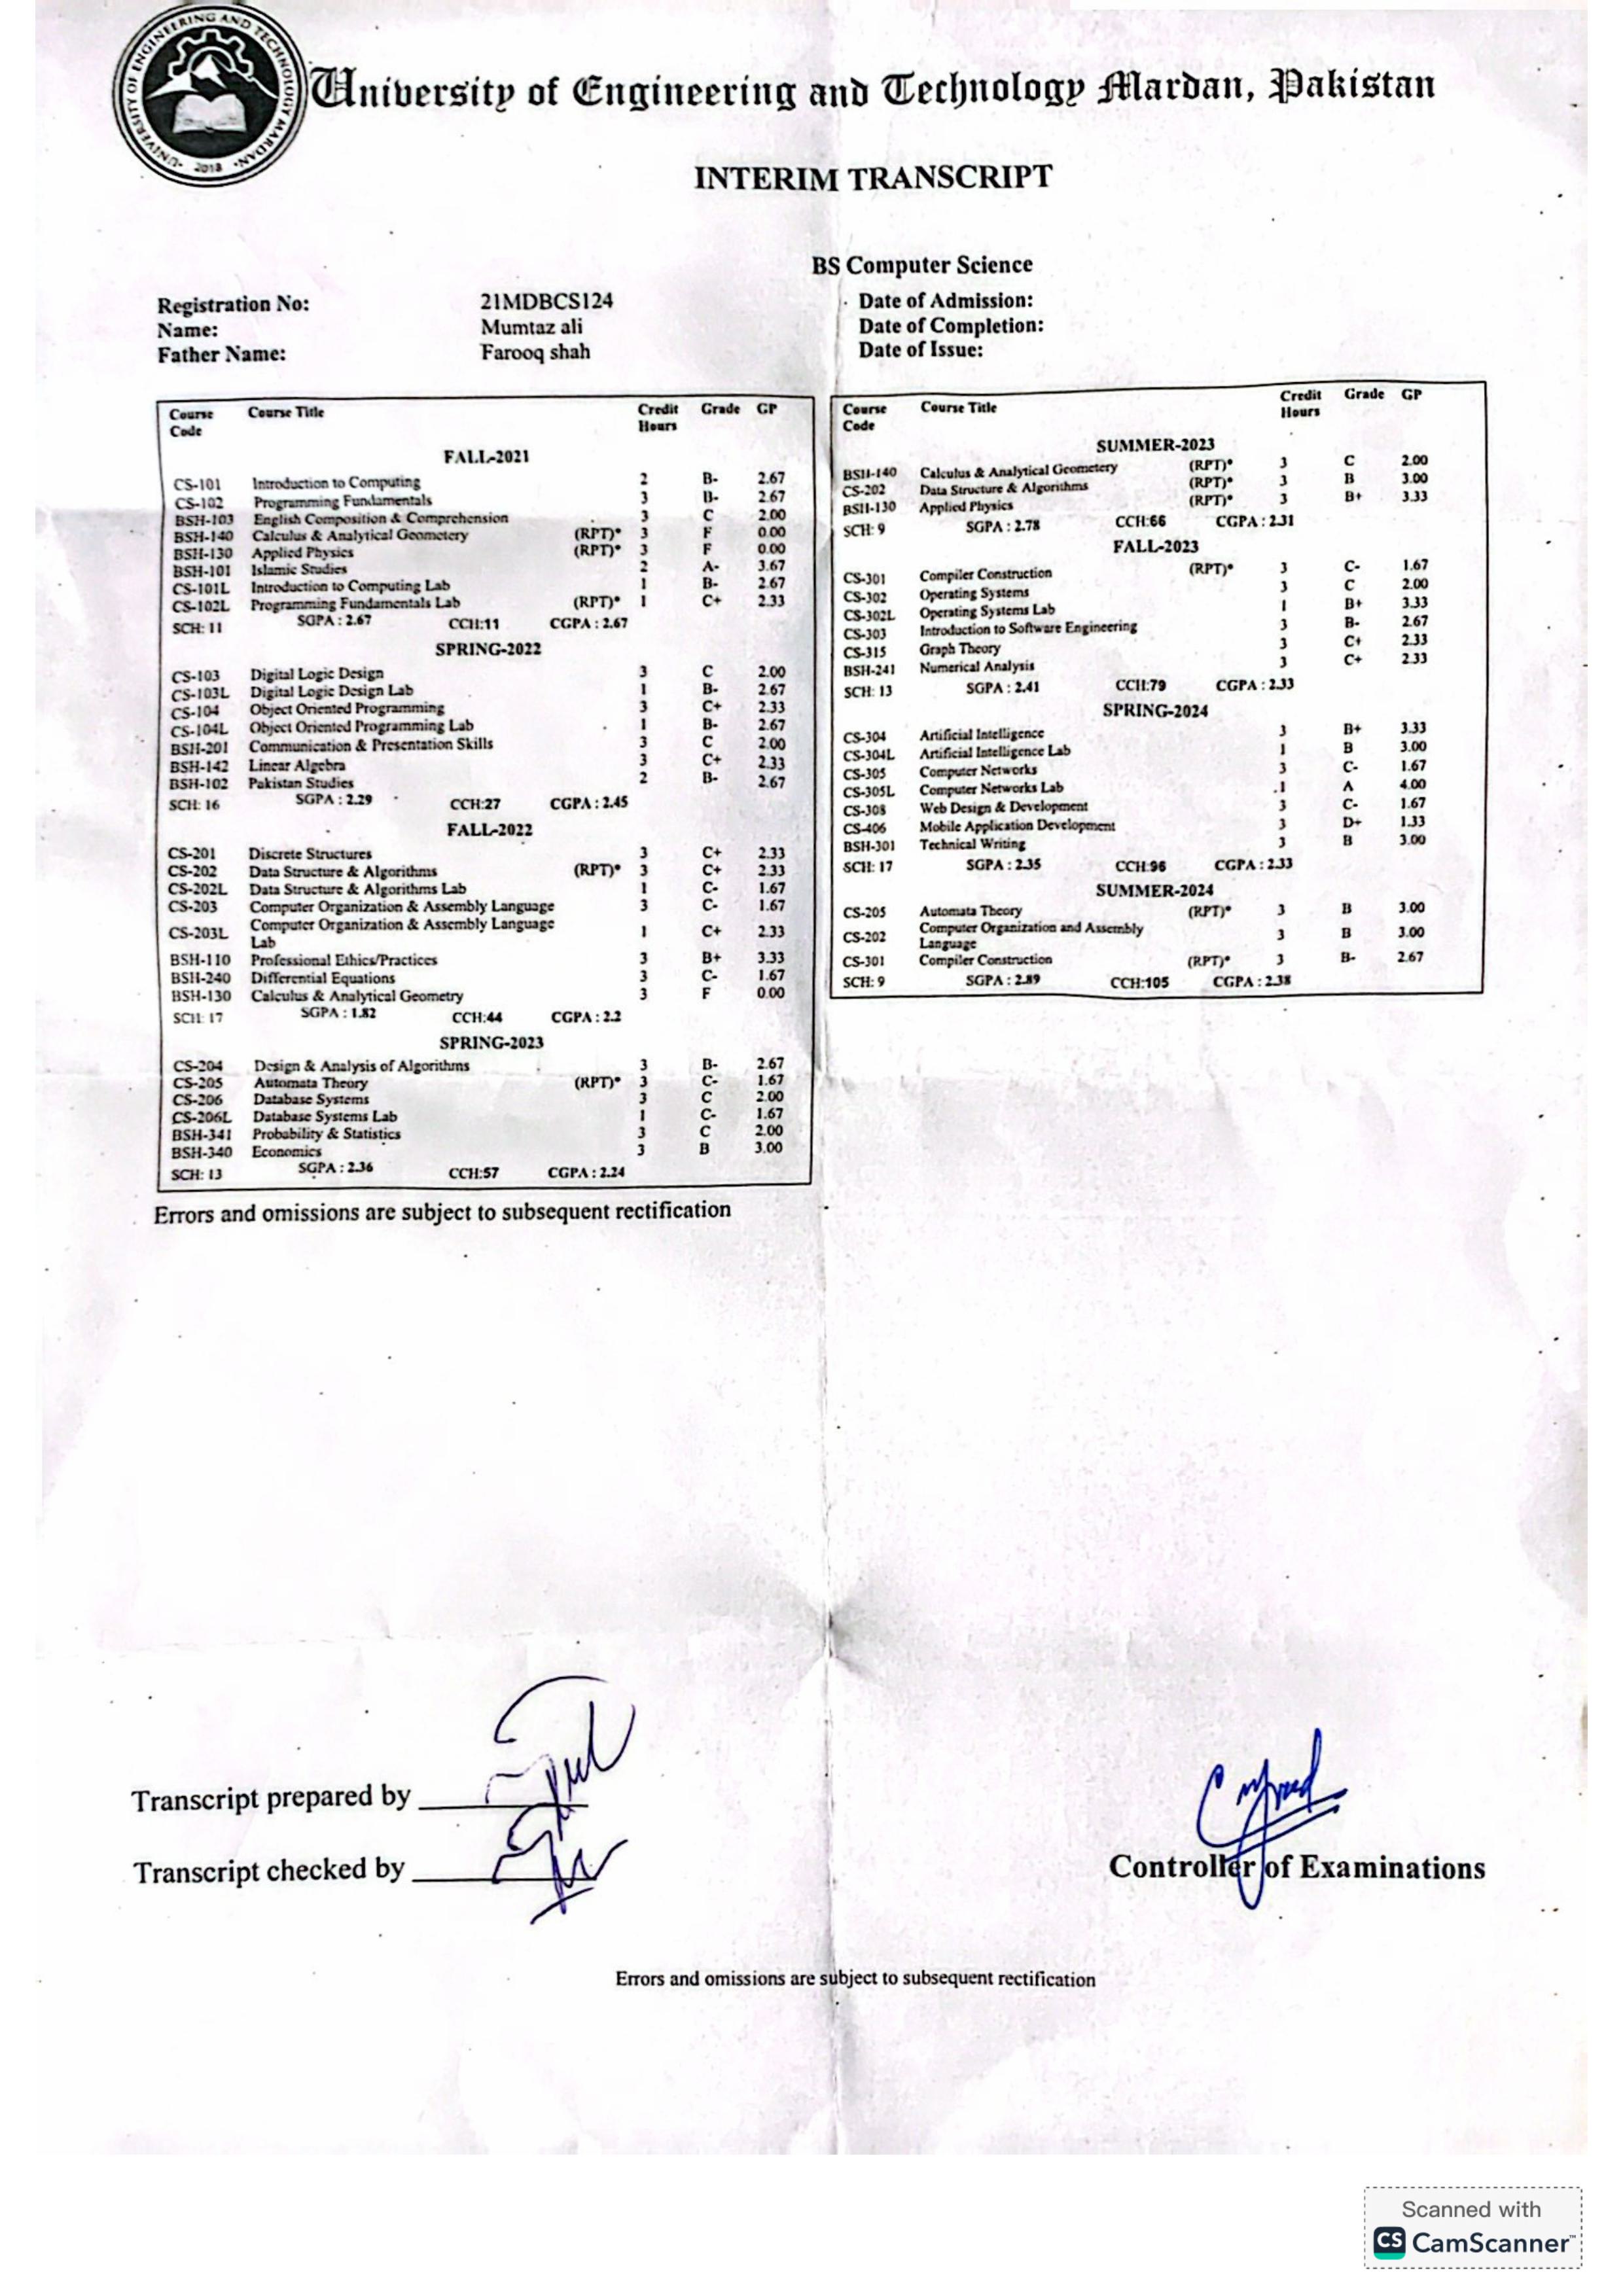 UNIVERSITY OF ENGINEERING AND TECHNOLOGY MARDAN
2018
University of Engineering and Technology Mardan, Pakistan
INTERIM TRANSCRIPT
BS Computer Science
Registration No: 21MDBCS124
Name: Mumtaz ali
Father Name: Farooq shah
Date of Admission:
Date of Completion:
Date of Issue:
Course Code Course Title Credit Hours Grade GP
FALL-2021
CS-101 Introduction to Computing 2 B- 2.67
CS-102 Programming Fundamentals 3 B- 2.67
BSH-103 English Composition & Comprehension 3 C 2.00
BSH-140 Calculus & Analytical Geometery (RPT)* 3 F 0.00
BSH-130 Applied Physics (RPT)* 3 F 0.00
BSH-101 Islamic Studies 2 A- 3.67
CS-101L Introduction to Computing Lab 1 B- 2.67
CS-102L Programming Fundamentals Lab (RPT)* 1 C+ 2.33
SCH: 11 SGPA : 2.67 CCH:11 CGPA : 2.67
SPRING-2022
CS-103 Digital Logic Design 3 C 2.00
CS-103L Digital Logic Design Lab 1 B- 2.67
CS-104 Object Oriented Programming 3 C+ 2.33
CS-104L Object Oriented Programming Lab 1 B- 2.67
BSH-201 Communication & Presentation Skills 3 C 2.00
BSH-142 Linear Algebra 3 C+ 2.33
BSH-102 Pakistan Studies 2 B- 2.67
SCH: 16 SGPA : 2.29 CCH:27 CGPA : 2.45
FALL-2022
CS-201 Discrete Structures 3 C+ 2.33
CS-202 Data Structure & Algorithms (RPT)* 3 C+ 2.33
CS-202L Data Structure & Algorithms Lab 1 C- 1.67
CS-203 Computer Organization & Assembly Language 3 C- 1.67
CS-203L Computer Organization & Assembly Language Lab 1 C+ 2.33
BSH-110 Professional Ethics/Practices 3 B+ 3.33
BSH-240 Differential Equations 3 C- 1.67
BSH-130 Calculus & Analytical Geometry 3 F 0.00
SCH: 17 SGPA : 1.82 CCH:44 CGPA : 2.2
SPRING-2023
CS-204 Design & Analysis of Algorithms 3 B- 2.67
CS-205 Automata Theory (RPT)* 3 C- 1.67
CS-206 Database Systems 3 C 2.00
CS-206L Database Systems Lab 1 C- 1.67
BSH-341 Probability & Statistics 3 C 2.00
BSH-340 Economics 3 B 3.00
SCH: 13 SGPA : 2.36 CCH:57 CGPA : 2.24
Course Code Course Title Credit Hours Grade GP
SUMMER-2023
BSH-140 Calculus & Analytical Geometery (RPT)* 3 C 2.00
CS-202 Data Structure & Algorithms (RPT)* 3 B 3.00
BSH-130 Applied Physics (RPT)* 3 B+ 3.33
SCH: 9 SGPA : 2.78 CCH:66 CGPA : 2.31
FALL-2023
CS-301 Compiler Construction (RPT)* 3 C- 1.67
CS-302 Operating Systems 3 C 2.00
CS-302L Operating Systems Lab 1 B+ 3.33
CS-303 Introduction to Software Engineering 3 B- 2.67
CS-315 Graph Theory 3 C+ 2.33
BSH-241 Numerical Analysis 3 C+ 2.33
SCH: 13 SGPA : 2.41 CCH:79 CGPA : 2.33
SPRING-2024
CS-304 Artificial Intelligence 3 B+ 3.33
CS-304L Artificial Intelligence Lab 1 B 3.00
CS-305 Computer Networks 3 C- 1.67
CS-305L Computer Networks Lab 1 A 4.00
CS-308 Web Design & Development 3 C- 1.67
CS-406 Mobile Application Development 3 D+ 1.33
BSH-301 Technical Writing 3 B 3.00
SCH: 17 SGPA : 2.35 CCH:96 CGPA : 2.33
SUMMER-2024
CS-205 Automata Theory (RPT)* 3 B 3.00
CS-202 Computer Organization and Assembly Language 3 B 3.00
CS-301 Compiler Construction (RPT)* 3 B- 2.67
SCH: 9 SGPA : 2.89 CCH:105 CGPA : 2.38
Errors and omissions are subject to subsequent rectification
Transcript prepared by
Transcript checked by
Controller of Examinations
Errors and omissions are subject to subsequent rectification
Scanned with
CS CamScanner™